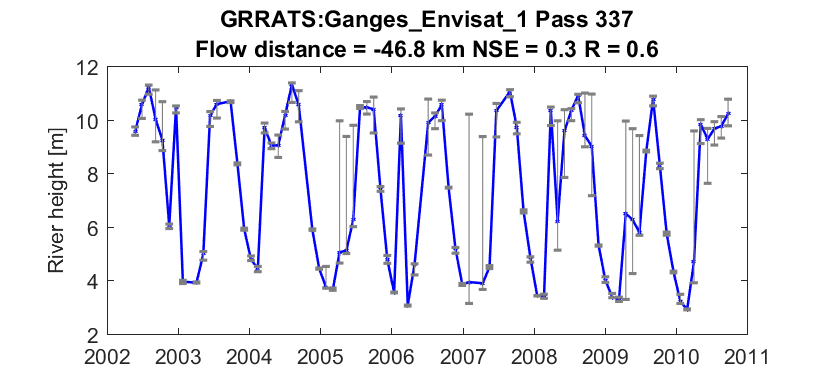 GRRATS:Ganges_Envisat_1 Pass 337
Flow distance = -46.8 km NSE = 0.3 R = 0.6
River height [m]
12
10
8
6
4
2
2002 2003 2004 2005 2006 2007 2008 2009 2010 2011